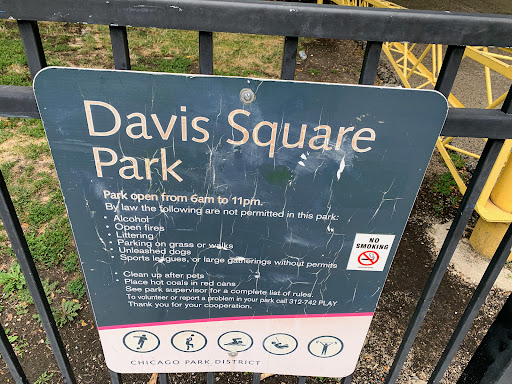 Davis Square
Park
Park open from 6am to 11pm.
By law the following are not permitted in this park:
• Alcohol
• Open fires
• Littering
• Parking on grass or walks
• Unleashed dogs
• Sports leagues, or large gatherings without permits
• Clean up after pets
• Place hot coals in red cans
See park supervisor for a complete list of rules.
To volunteer or report a problem in your park call 312-742 PLAY
Thank you for your cooperation.
NO
SMOKING
CHICAGO PARK DISTRICT